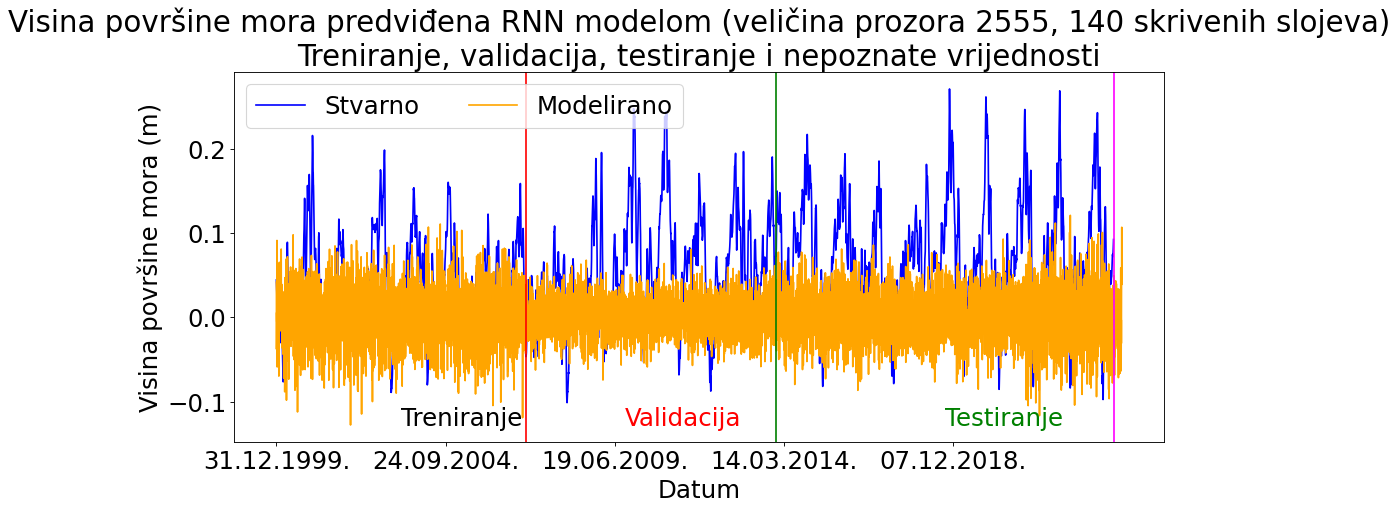 Visina površine mora predviđena RNN modelom (veličina prozora 2555, 140 skrivenih slojeva)
Treniranje, validacija, testiranje i nepoznate vrijednosti
Stvarno
Modelirano
Visina površine mora (m)
0.2
0.1
0.0
−0.1
Treniranje
Validacija
Testiranje
31.12.1999.
24.09.2004.
19.06.2009.
14.03.2014.
07.12.2018.
Datum